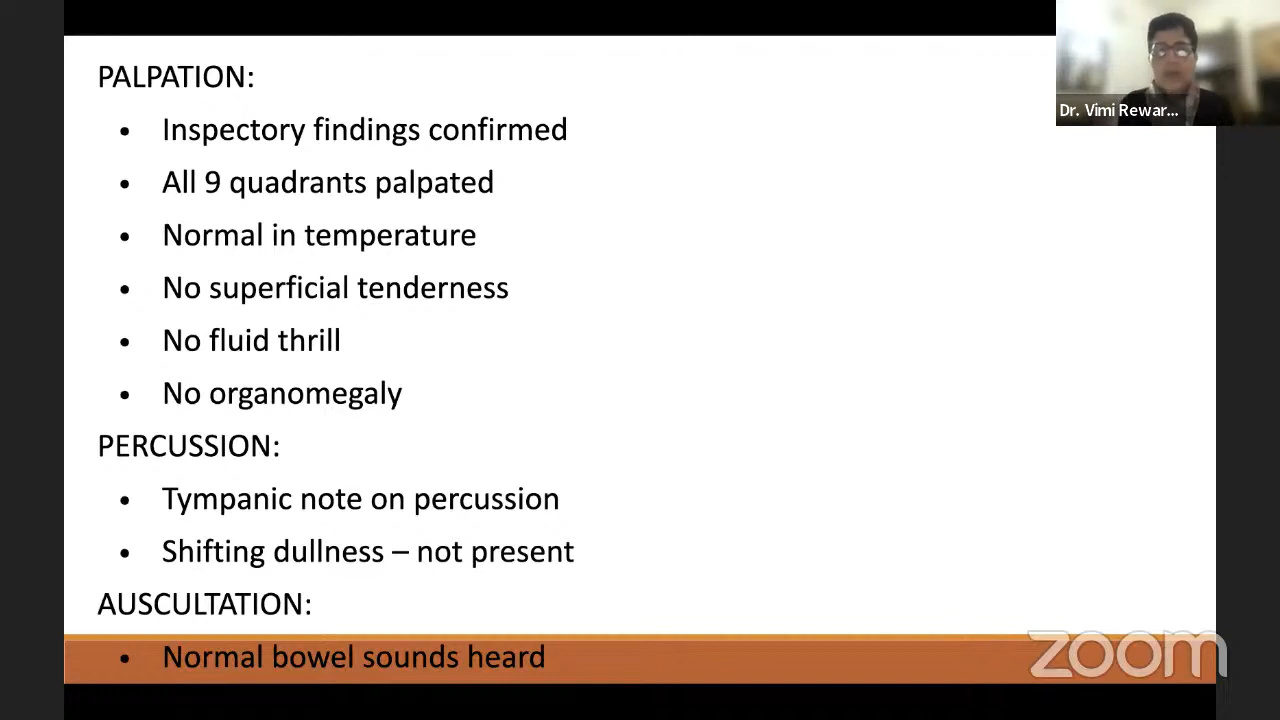 PALPATION:
• Inspectory findings confirmed
• All 9 quadrants palpated
• Normal in temperature
• No superficial tenderness
• No fluid thrill
• No organomegaly
PERCUSSION:
• Tympanic note on percussion
• Shifting dullness – not present
AUSCULTATION:
• Normal bowel sounds heard
Dr. Vimi Rewar...
zoom